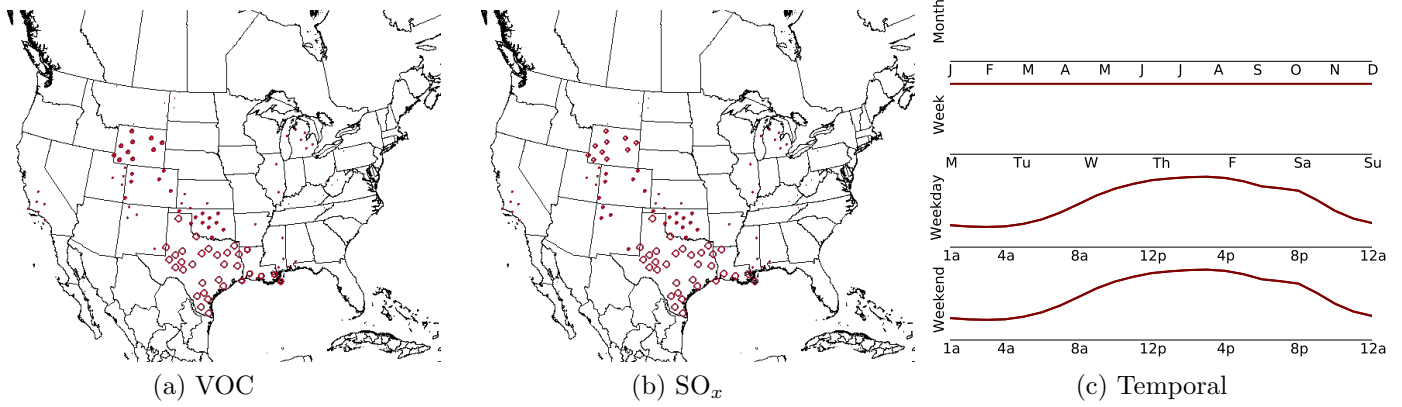 Month
J F M A M J J A S O N D
Week
M Tu W Th F Sa Su
Weekday
1a 4a 8a 12p 4p 8p 12a
Weekend
1a 4a 8a 12p 4p 8p 12a
(a) VOC
(b) SOₓ
(c) Temporal